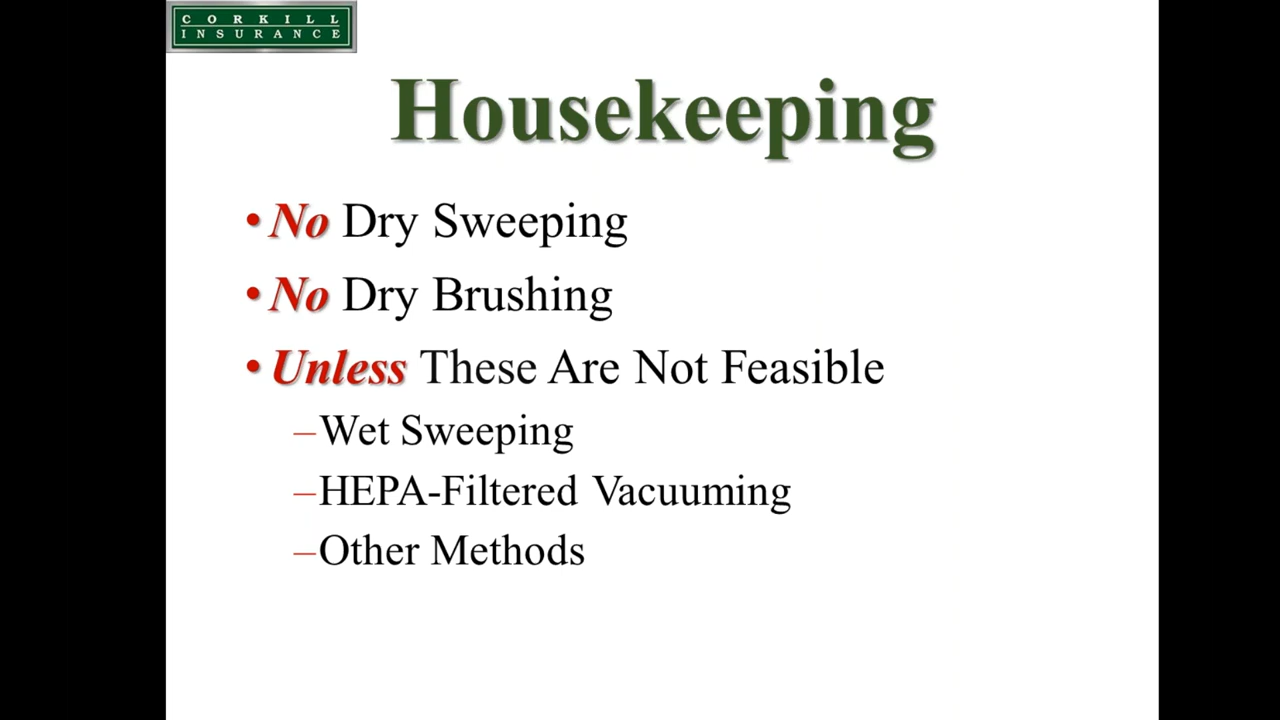 CORKILL
INSURANCE
Housekeeping
• No Dry Sweeping
• No Dry Brushing
• Unless These Are Not Feasible
–Wet Sweeping
–HEPA-Filtered Vacuuming
–Other Methods